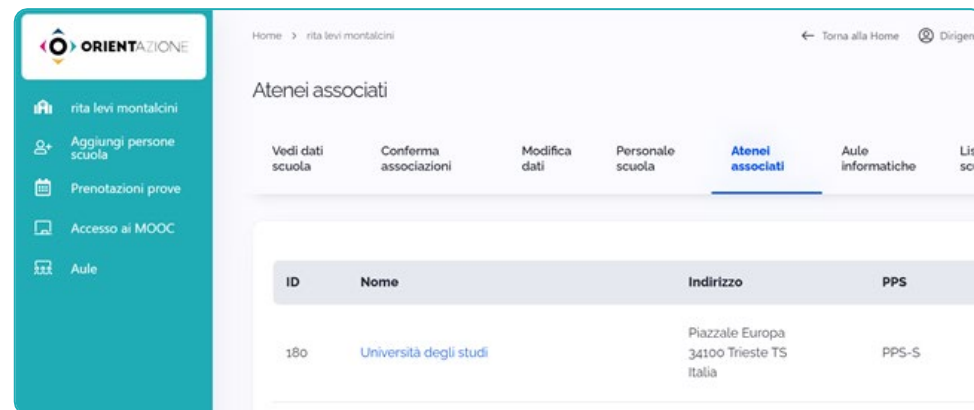 ORIENTAZIONE
rita levi montalcini
Aggiungi persone
scuola
Prenotazioni prove
Accesso ai MOOC
Aule
Home > rita levi montalcini
← Torna alla Home
Atenei associati
Vedi dati
scuola
Conferma
associazioni
Modifica
dati
Personale
scuola
Atenei
associati
Aule
informatiche
ID Nome Indirizzo PPS
180 Università degli studi
Piazzale Europa
34100 Trieste TS
Italia
PPS-S